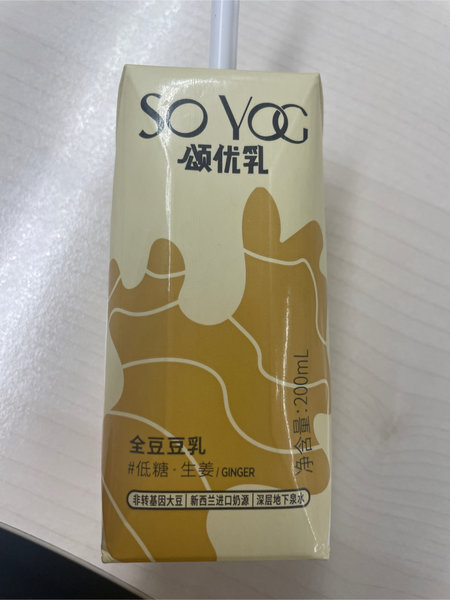 SO YOG
颂优乳
净含量:200mL
全豆豆乳
#低糖·生姜/GINGER
非转基因大豆|新西兰进口奶源|深层地下泉水